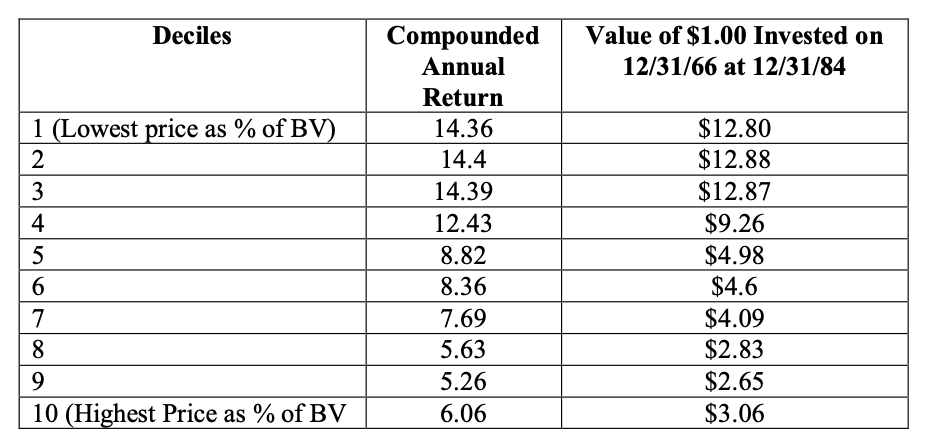 Deciles Compounded Annual Return Value of $1.00 Invested on 12/31/66 at 12/31/84
1 (Lowest price as % of BV) 14.36 $12.80
2 14.4 $12.88
3 14.39 $12.87
4 12.43 $9.26
5 8.82 $4.98
6 8.36 $4.6
7 7.69 $4.09
8 5.63 $2.83
9 5.26 $2.65
10 (Highest Price as % of BV 6.06 $3.06